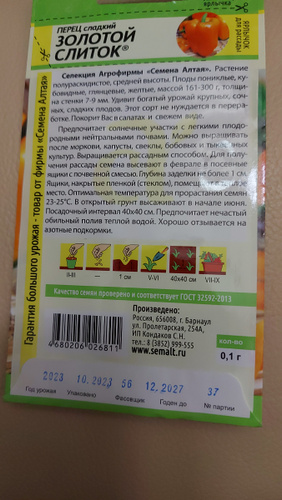 ярлычка
ПЕРЕЦ СЛАДКИЙ
ЗОЛОТОЙ
СЛИТОК®
ЯРЛЫЧОК
ДЛЯ РАССАДЫ
Селекция Агрофирмы «Семена Алтая». Растение
полураскидистое, средней высоты. Плоды пониклые, ку-
бовидные, глянцевые, желтые, массой 161-300 г, толщи-
на стенки 7-9 мм. Удивит богатый урожай крупных, соч-
ных, сладких плодов. Этот сорт не нуждается в перера-
ботке. Покорит Вас в салатах и свежем виде.
Предпочитает солнечные участки с легкими плодо-
родными нейтральными почвами. Можно выращивать
после моркови, капусты, свеклы, бобовых и тыквенных
культур. Выращивается рассадным способом. Для полу-
чения рассады семена высевают в феврале в посевные
ящики с почвенной смесью. Глубина заделки не более 1 см.
Ящики, накрытые пленкой (стеклом), помещают в теплое
место. Оптимальная температура для прорастания семян
23-25°С. В открытый грунт высаживают в начале июня.
Посадочный интервал 40х40 см. Предпочитает нечастый
обильный полив теплой водой. Хорошо отзывается на
азотные подкормки.
II-III
—
1 см
V-VI
40х40 см
VII-IX
Качество семян проверено и соответствует ГОСТ 32592-2013
Гарантия большого урожая - товар от фирмы «Семена Алтая»
4680206026811
Произведено:
Россия, 656008, г. Барнаул
ул. Пролетарская, 254А,
ИП Кондаков С.Н.
тел.: 8 (3852) 999-555
www.semalt.ru
КОЛ-ВО
0,1 г
2023 10.2023 56 12.2027 37
Год урожая Упаковано Фасовщик Годен до № партии